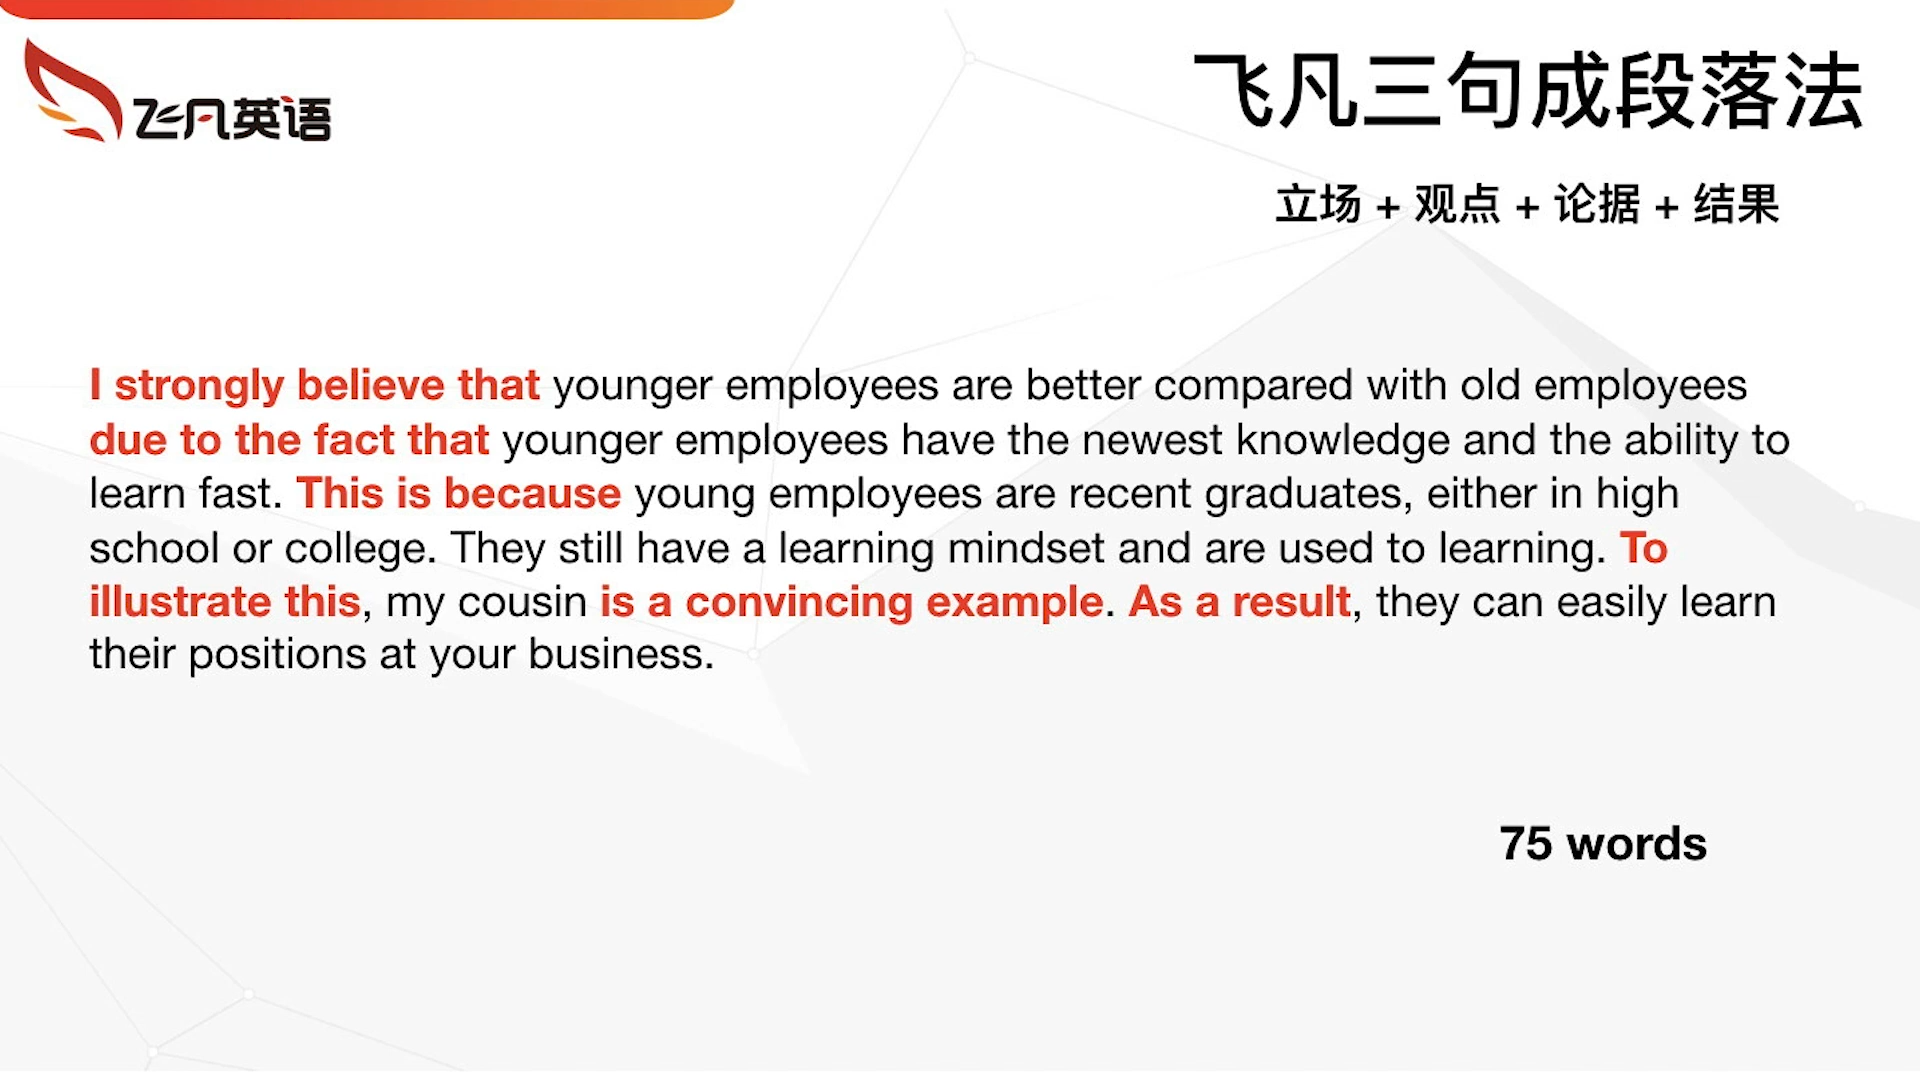 飞凡英语
飞凡三句成段落法
立场 + 观点 + 论据 + 结果
I strongly believe that younger employees are better compared with old employees
due to the fact that younger employees have the newest knowledge and the ability to
learn fast. This is because young employees are recent graduates, either in high
school or college. They still have a learning mindset and are used to learning. To
illustrate this, my cousin is a convincing example. As a result, they can easily learn
their positions at your business.
75 words